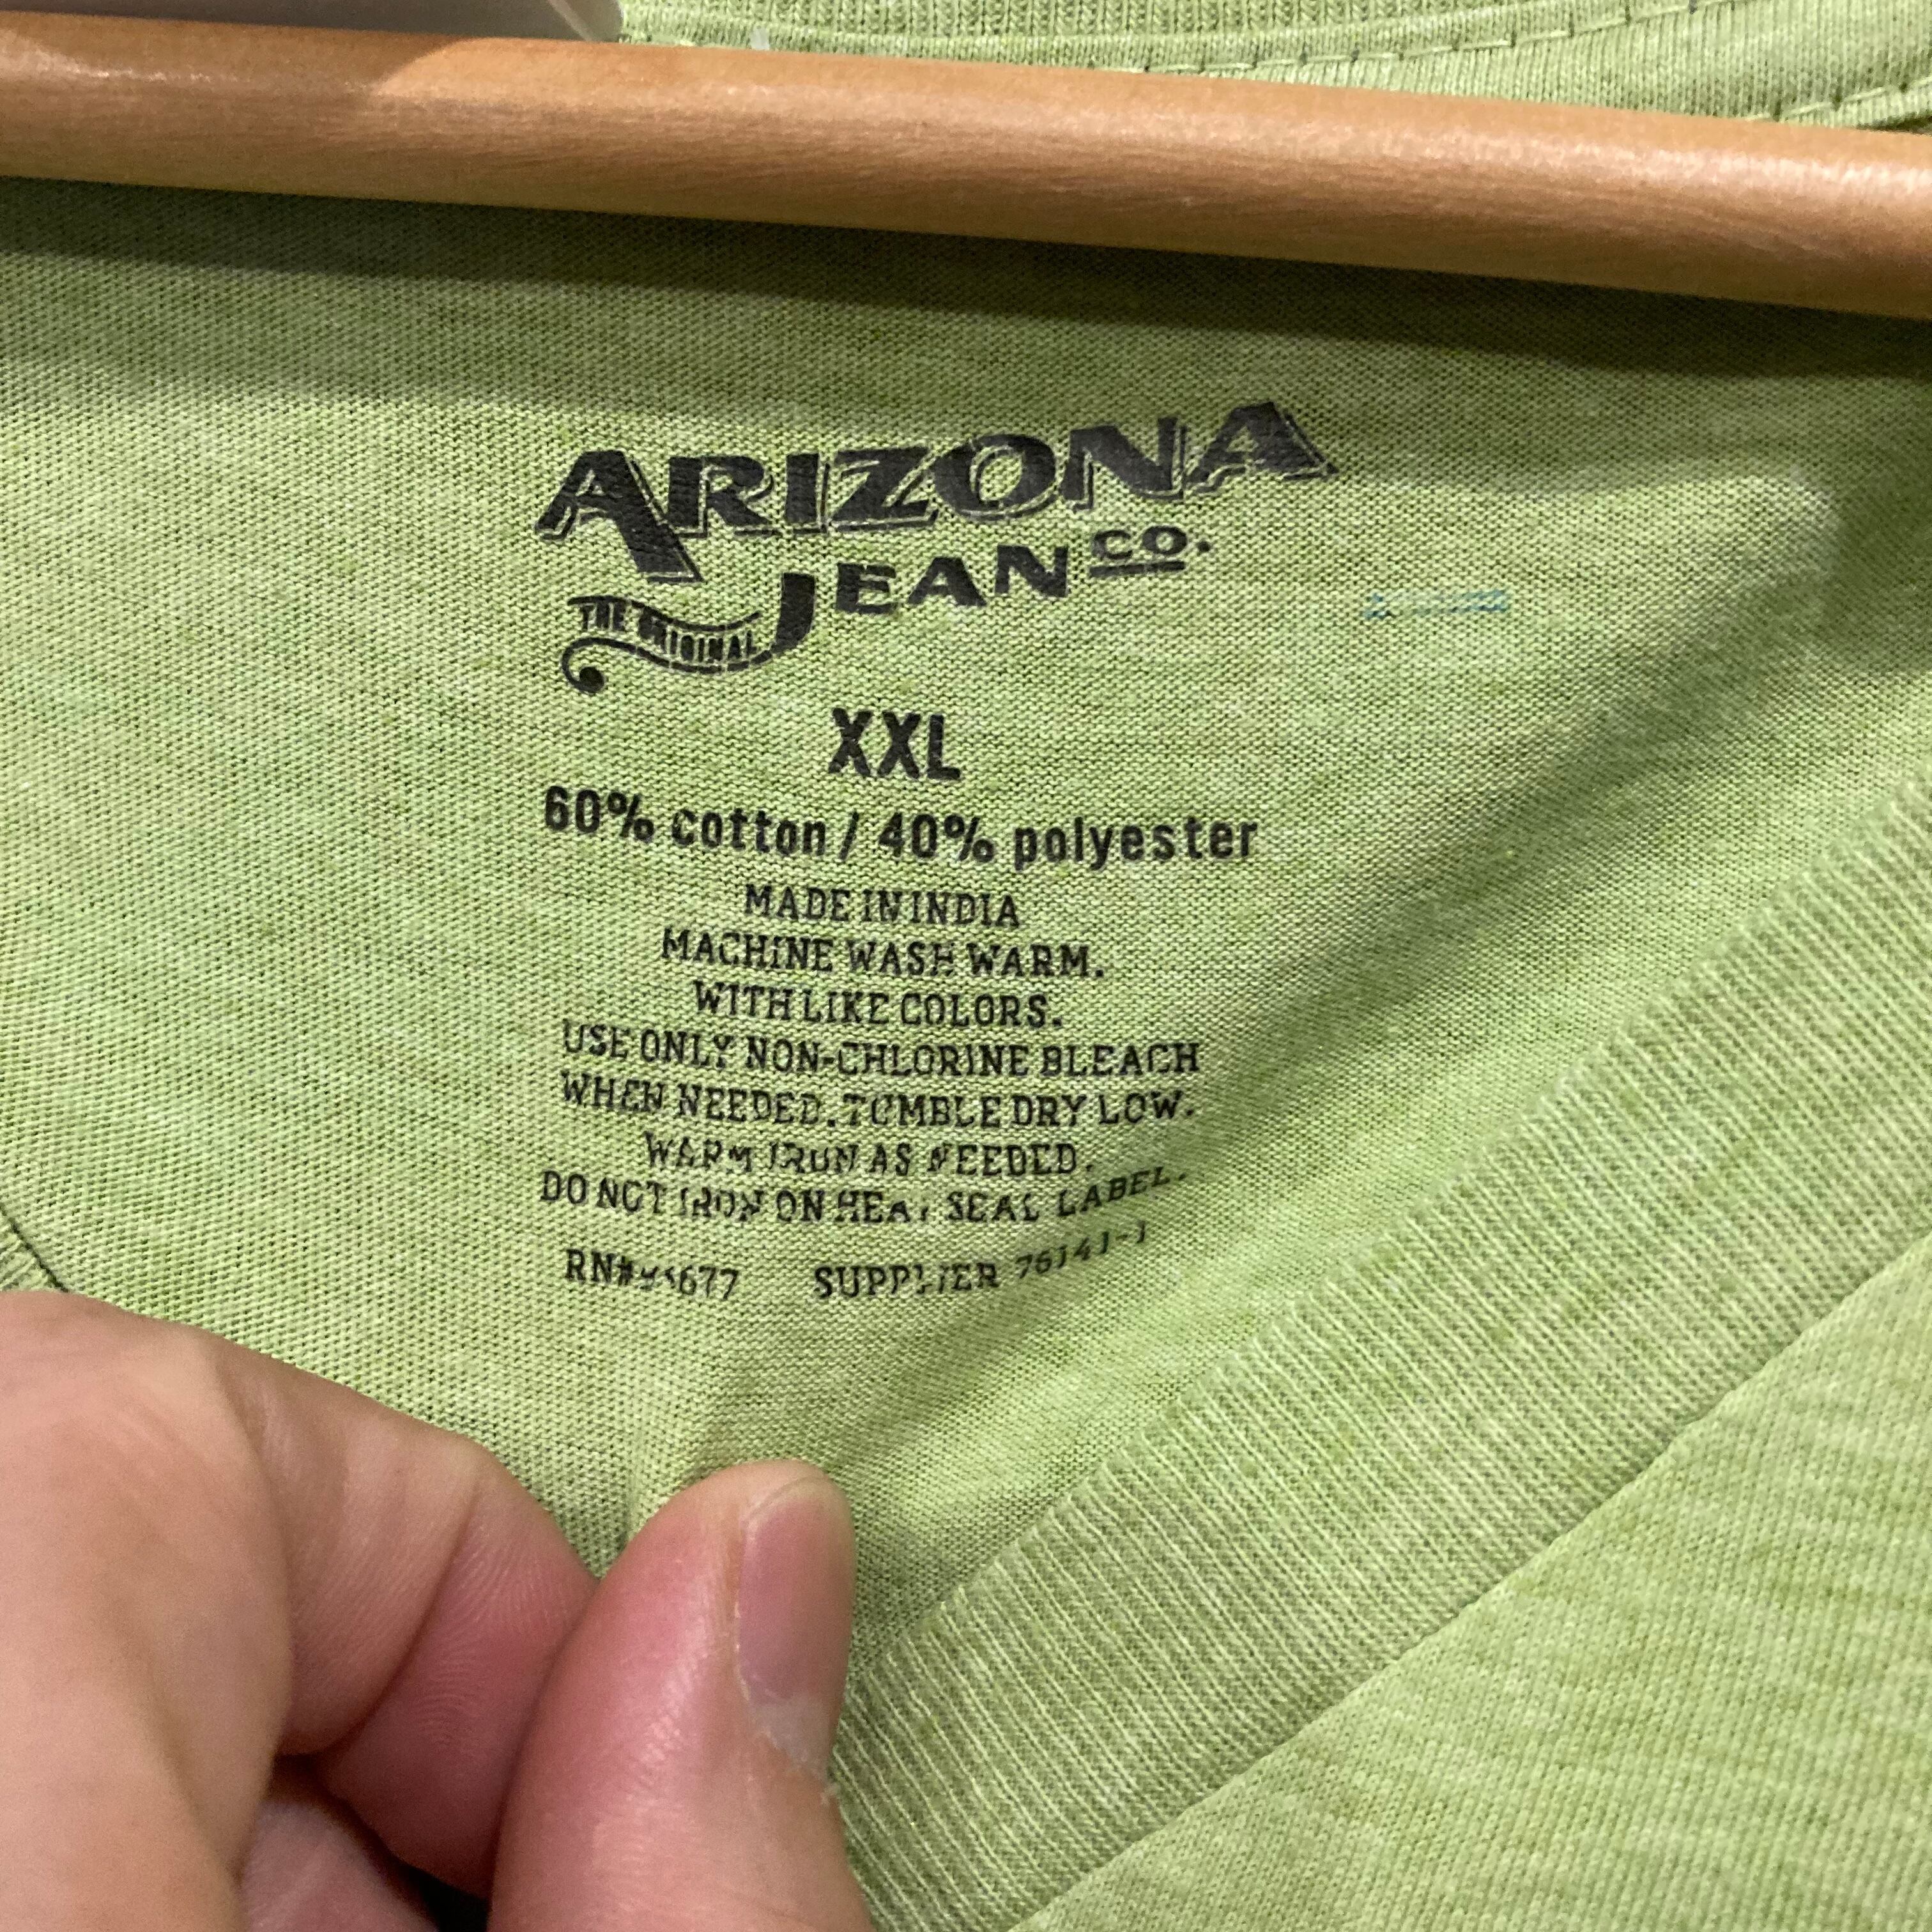 ARIZONA
JEAN CO.
THE ORIGINAL
XXL
60% cotton / 40% polyester
MADE IN INDIA
MACHINE WASH WARM.
WITH LIKE COLORS.
USE ONLY NON-CHLORINE BLEACH
WHEN NEEDED. TUMBLE DRY LOW.
WARM IRON AS NEEDED.
DO NOT IRON ON HEAT SEAL LABEL.
SUPPLIER 76141-1